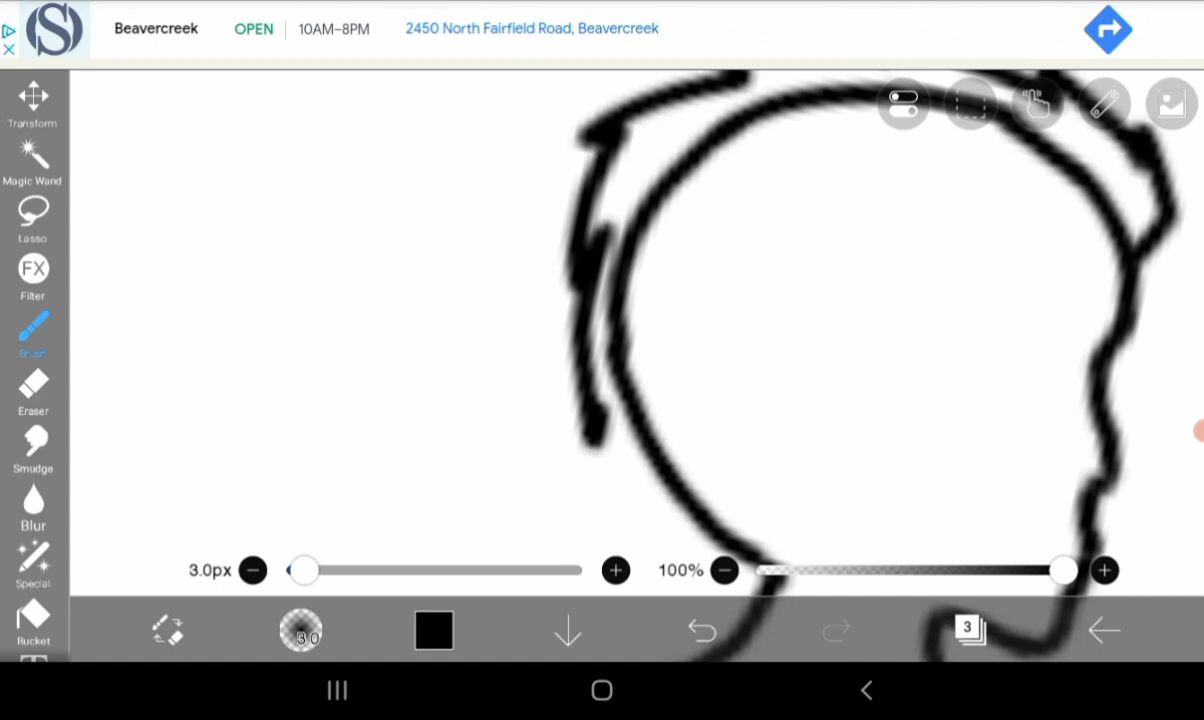 Beavercreek OPEN 10AM–8PM 2450 North Fairfield Road, Beavercreek
Transform
Magic Wand
Lasso
FX
Filter
Brush
Eraser
Smudge
Blur
Special
Bucket
3.0px 100%
3.0
3